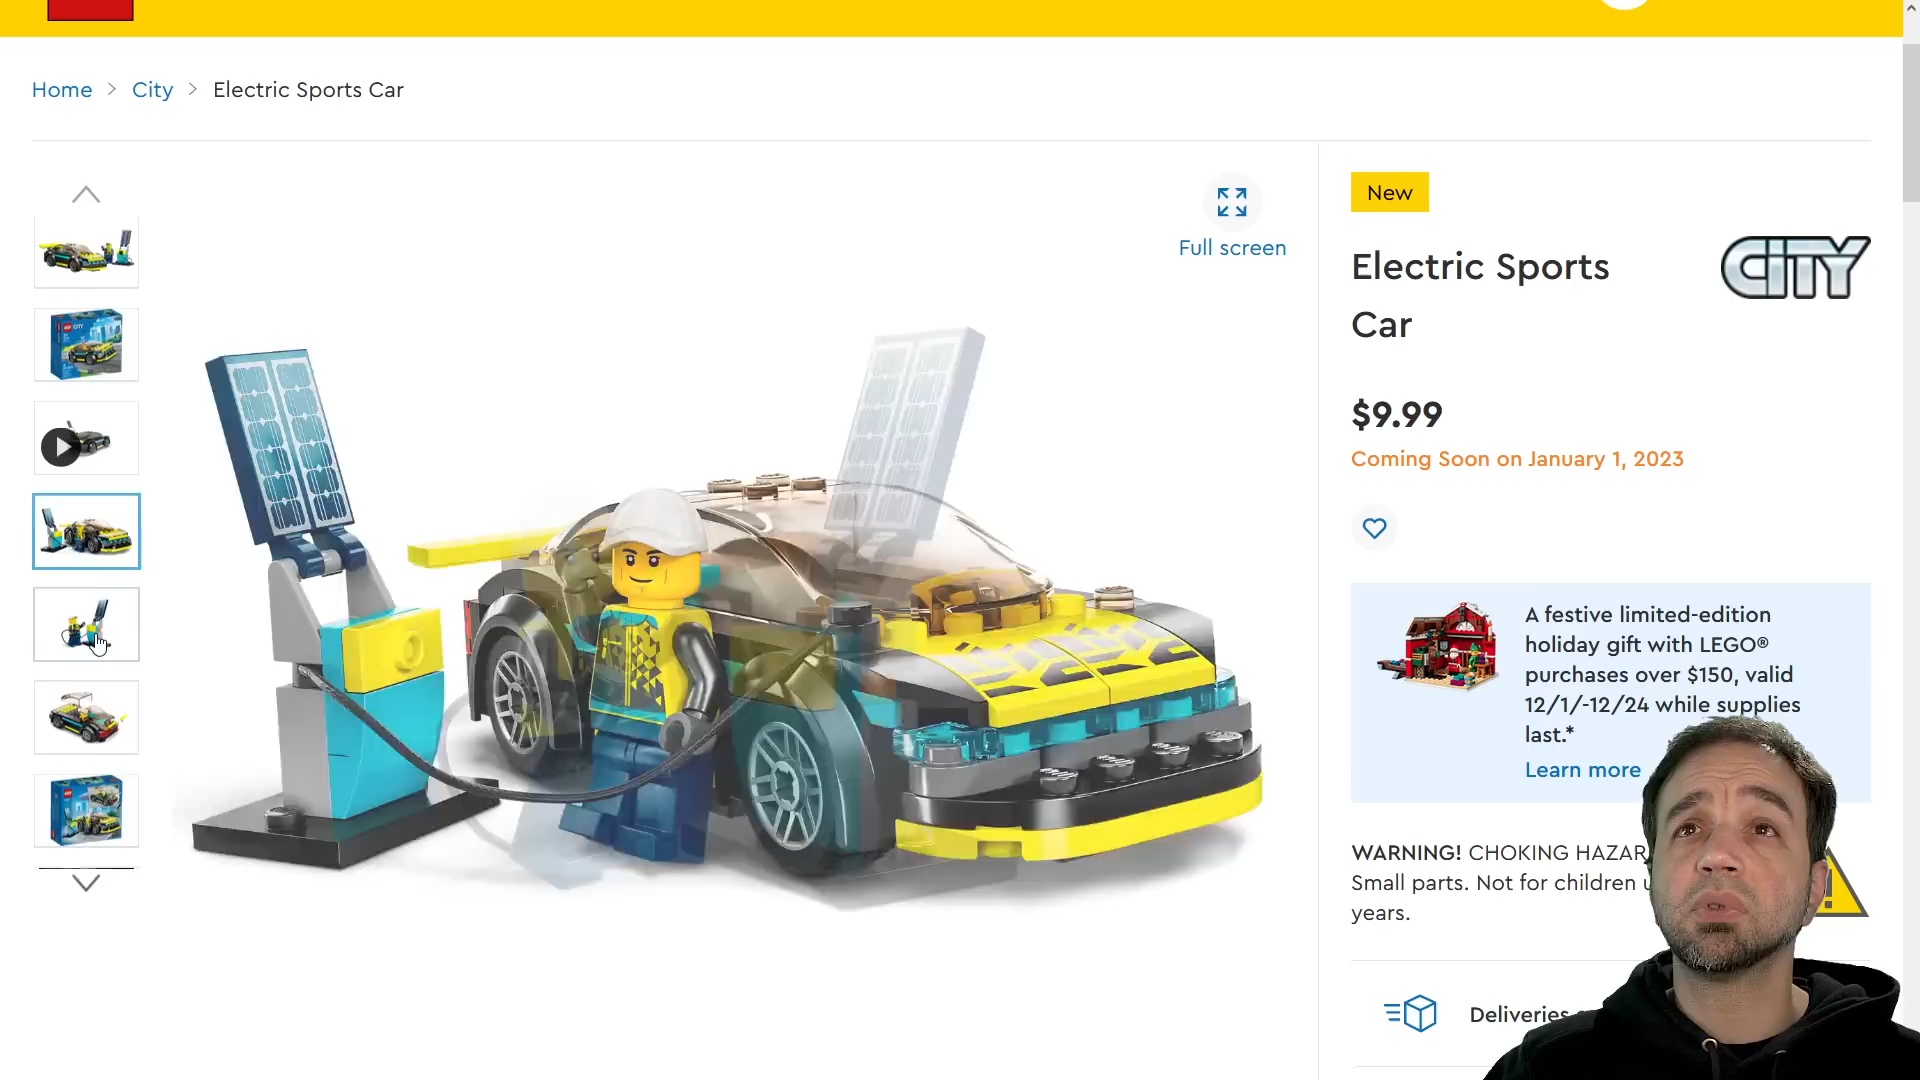 Home > City > Electric Sports Car
Full screen
New
Electric Sports
Car
CITY
$9.99
Coming Soon on January 1, 2023
A festive limited-edition
holiday gift with LEGO®
purchases over $150, valid
12/1/-12/24 while supplies
last.*
Learn more
WARNING! CHOKING HAZAR
Small parts. Not for children
years.
Deliveries